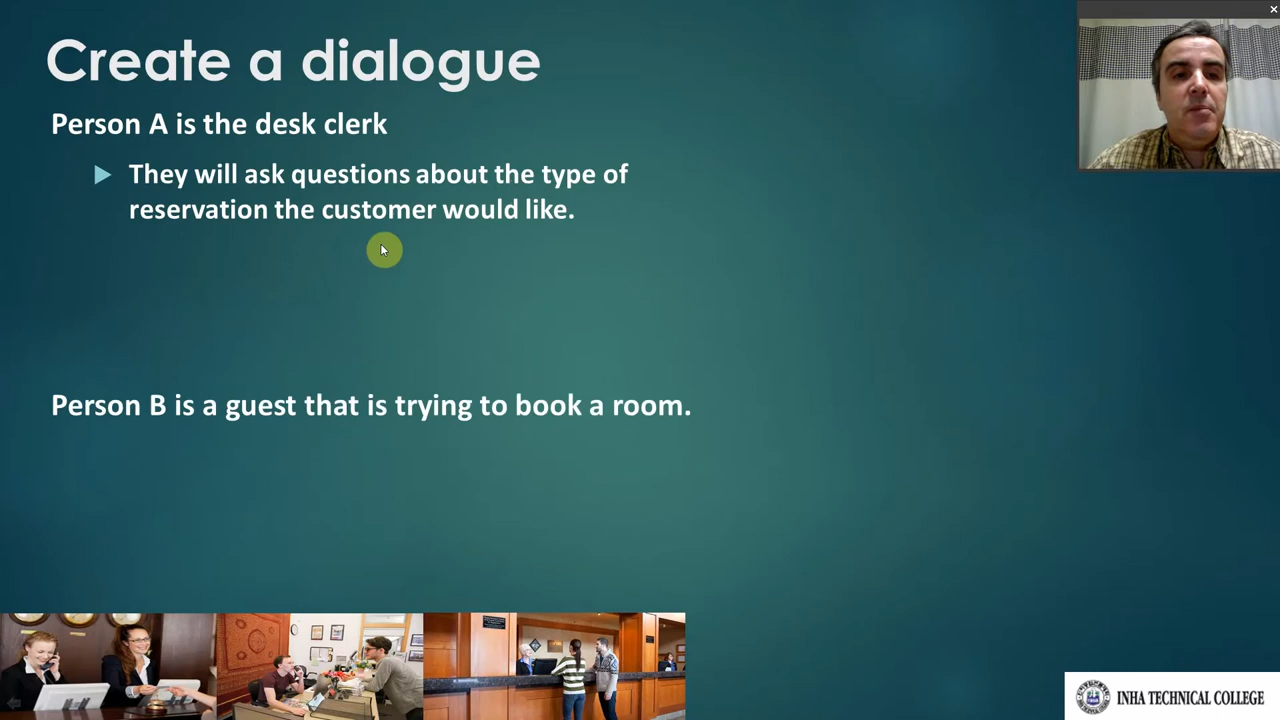 Create a dialogue
Person A is the desk clerk
They will ask questions about the type of
reservation the customer would like.
Person B is a guest that is trying to book a room.
INHA TECHNICAL COLLEGE